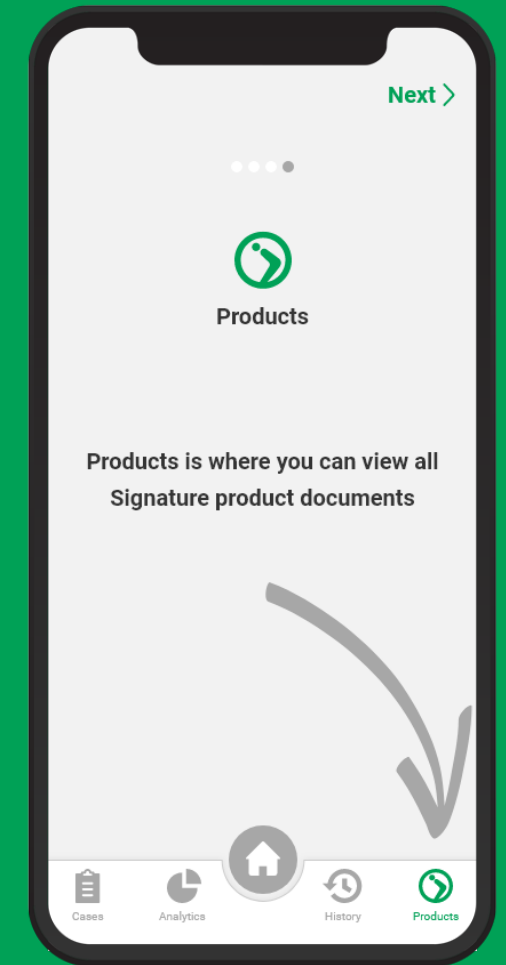 Next
Products
Products is where you can view all
Signature product documents
Cases
Analytics
History
Products